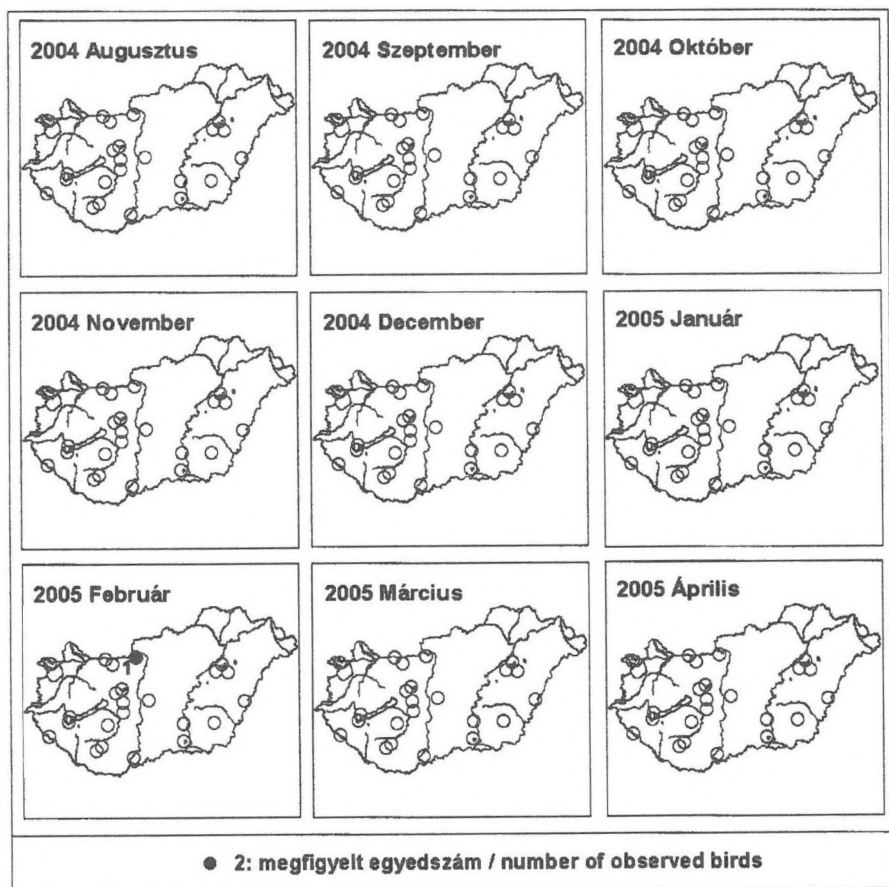 2004 Augusztus
2004 Szeptember
2004 Október
2004 November
2004 December
2005 Január
2005 Február
1
2005 Március
2005 Április
● 2: megfigyelt egyedszám / number of observed birds